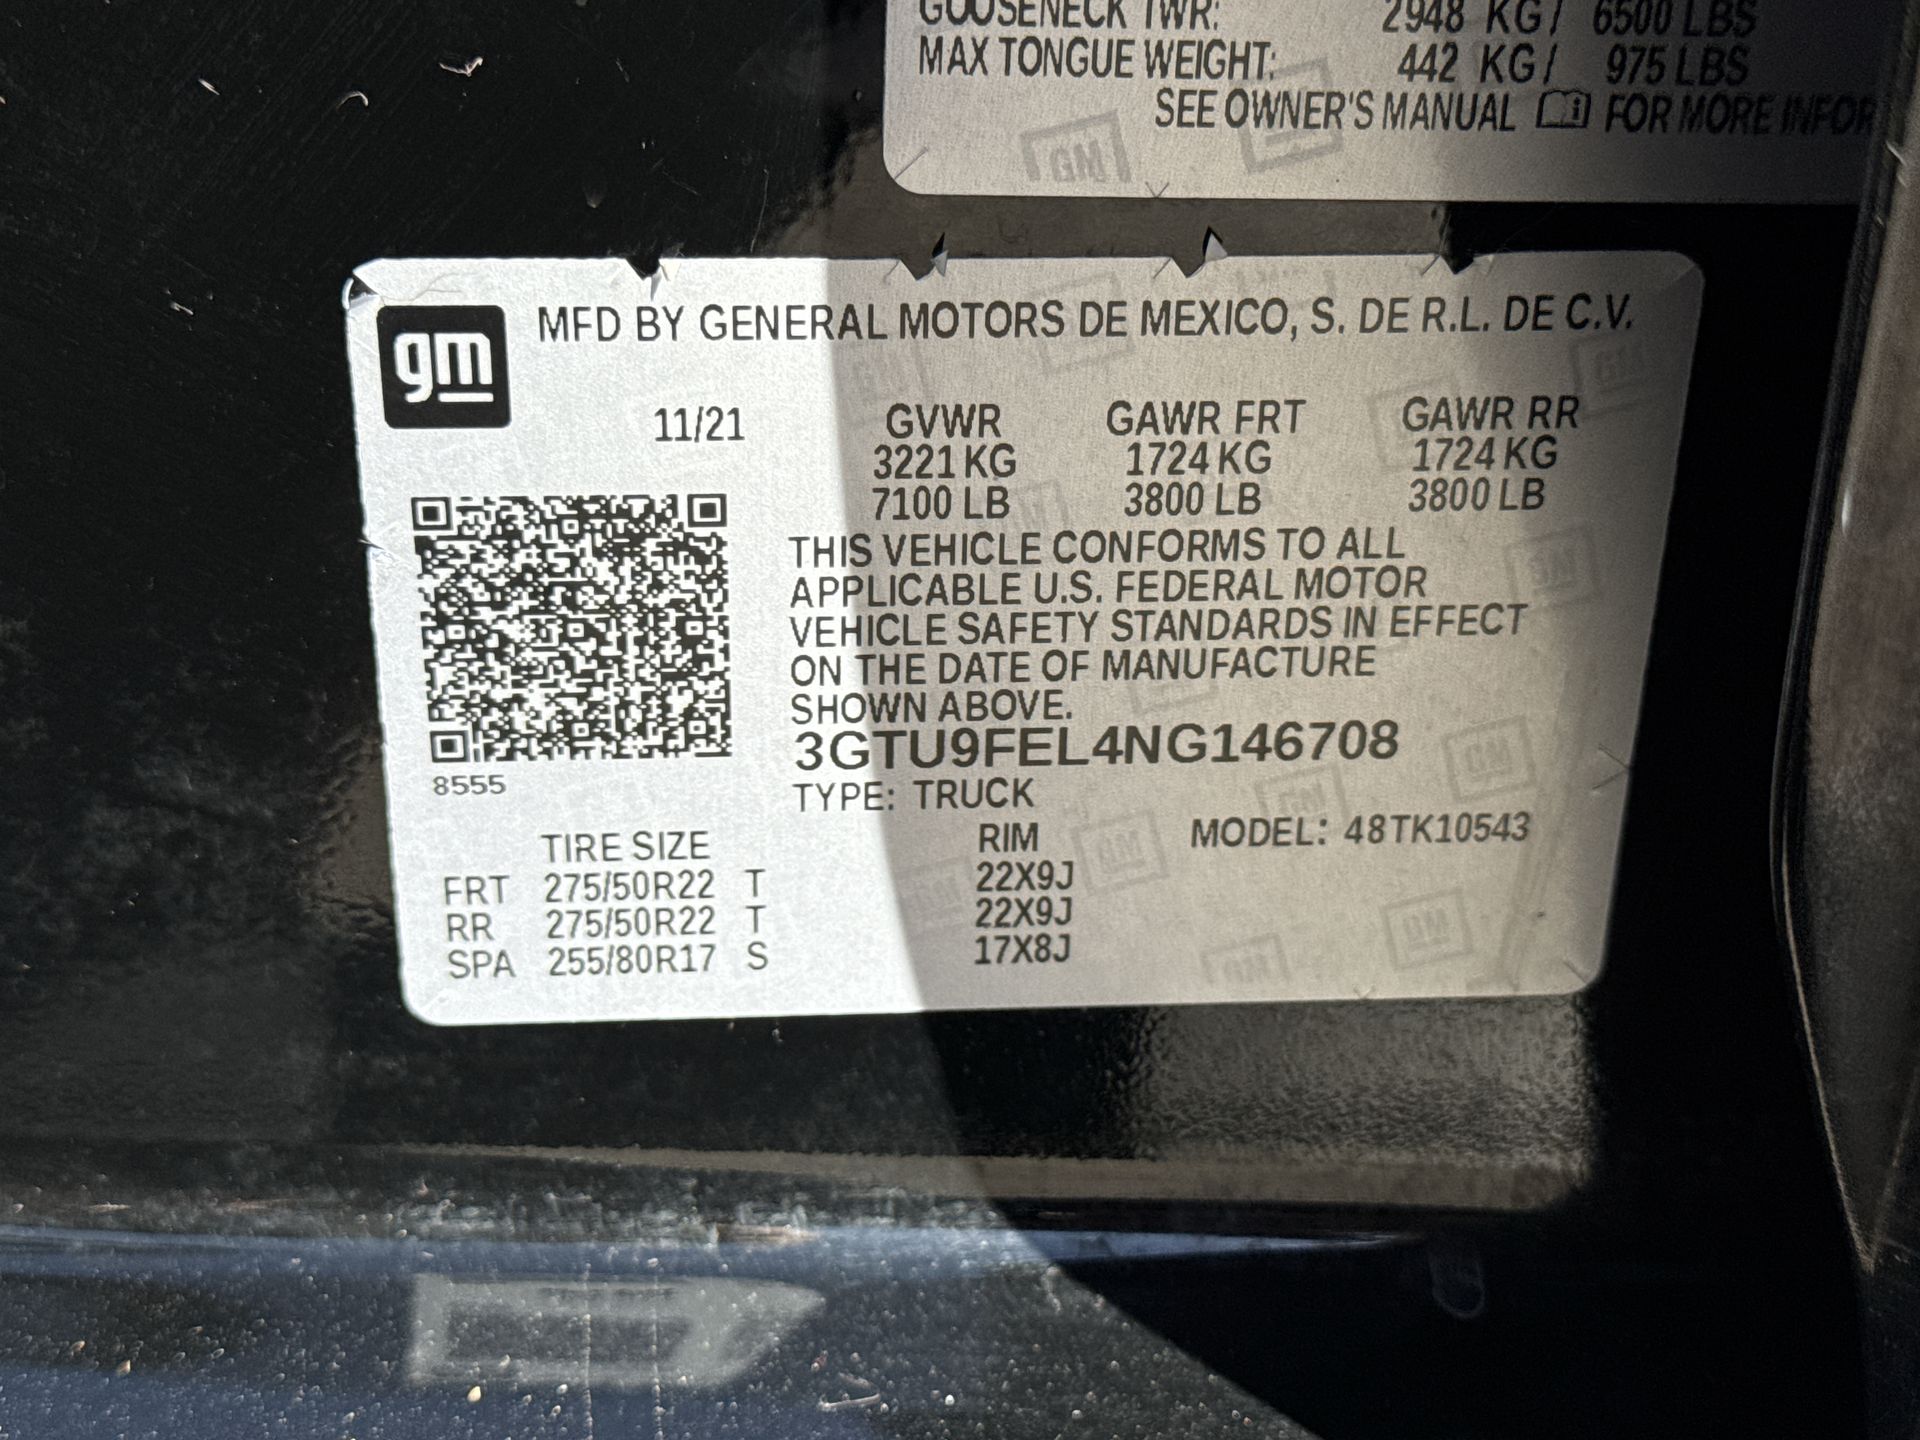 GOOSENECK TWR: 2948 KG/ 6500 LBS
MAX TONGUE WEIGHT: 442 KG/ 975 LBS
SEE OWNER'S MANUAL FOR MORE INFOR
gm
MFD BY GENERAL MOTORS DE MEXICO, S. DE R.L. DE C.V.
11/21 GVWR GAWR FRT GAWR RR
3221 KG 1724 KG 1724 KG
7100 LB 3800 LB 3800 LB
THIS VEHICLE CONFORMS TO ALL
APPLICABLE U.S. FEDERAL MOTOR
VEHICLE SAFETY STANDARDS IN EFFECT
ON THE DATE OF MANUFACTURE
SHOWN ABOVE.
3GTU9FEL4NG146708
8555
TYPE: TRUCK
TIRE SIZE RIM MODEL: 48TK10543
FRT 275/50R22 T 22X9J
RR 275/50R22 T 22X9J
SPA 255/80R17 S 17X8J